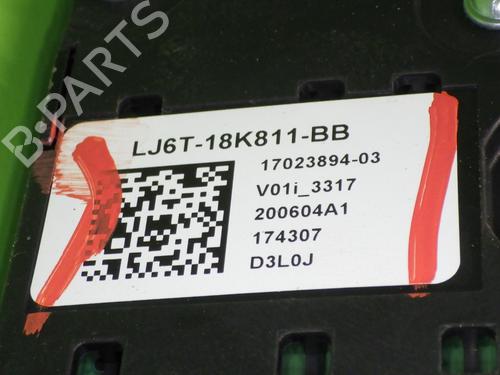 B-PARTS
LJ6T-18K811-BB
17023894-03
V01i_3317
200604A1
174307
D3L0J